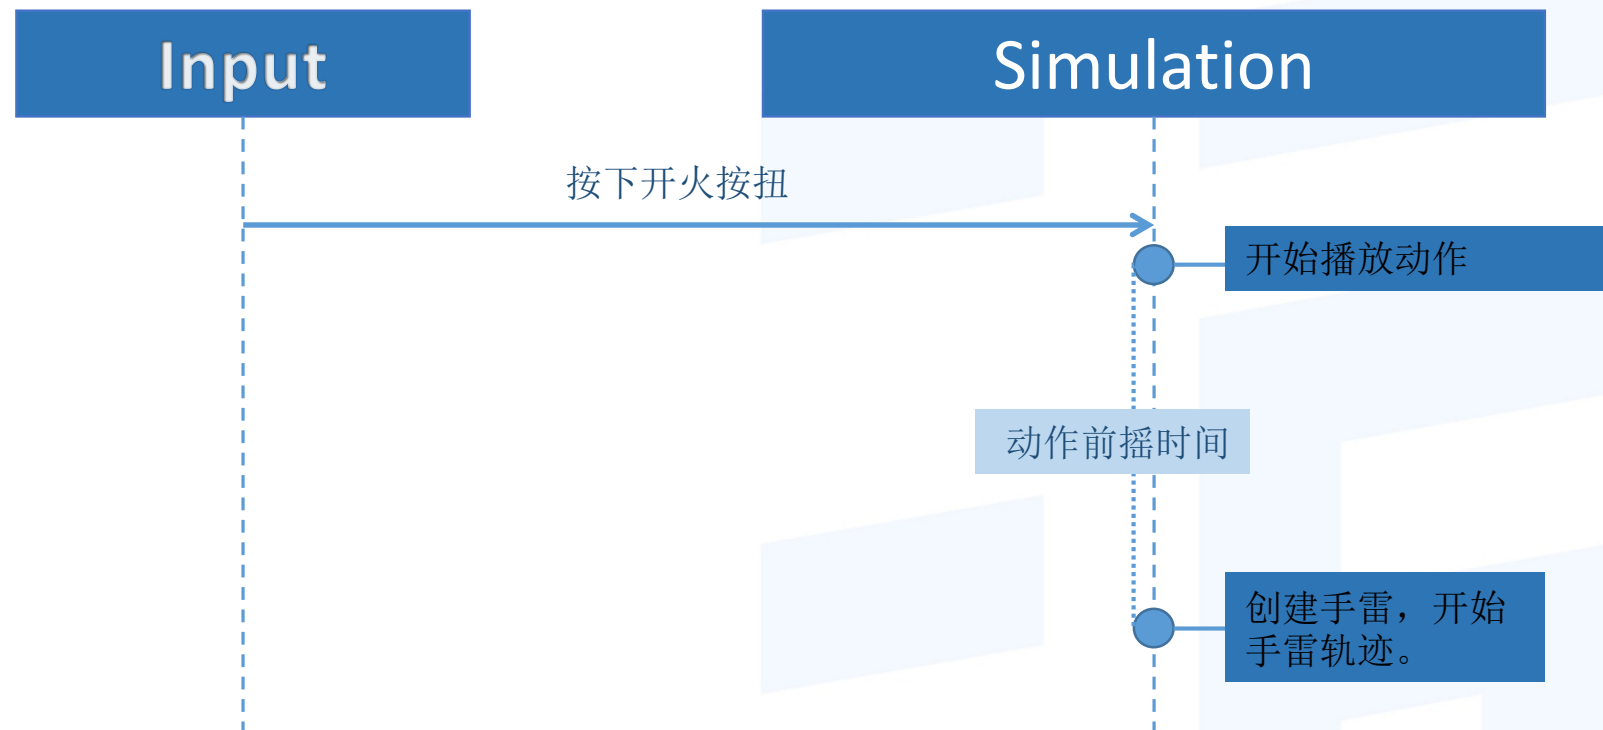 Input
Simulation
按下开火按扭
开始播放动作
动作前摇时间
创建手雷，开始
手雷轨迹。